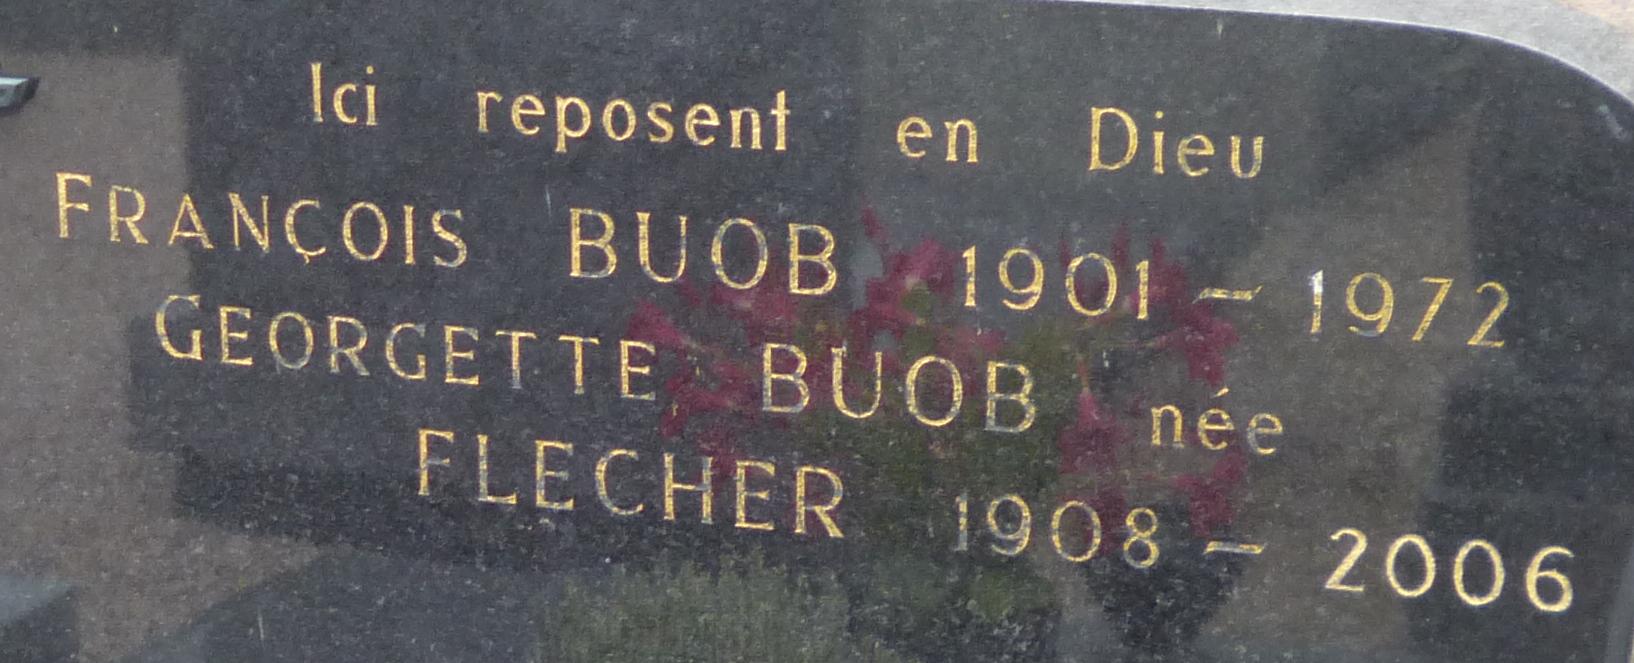 Ici reposent en Dieu
FRANÇOIS BUOB 1901 – 1972
GEORGETTE BUOB née
FLECHER 1908 – 2006